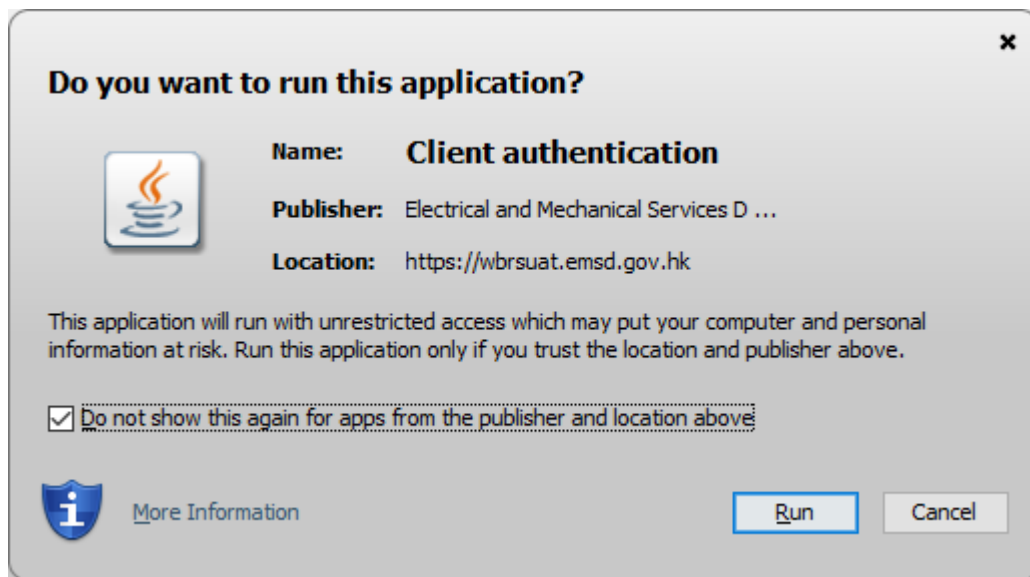 Do you want to run this application?
Name: Client authentication
Publisher: Electrical and Mechanical Services D ...
Location: https://wbrsuat.emsd.gov.hk
This application will run with unrestricted access which may put your computer and personal
information at risk. Run this application only if you trust the location and publisher above.
Do not show this again for apps from the publisher and location above
More Information
Run
Cancel